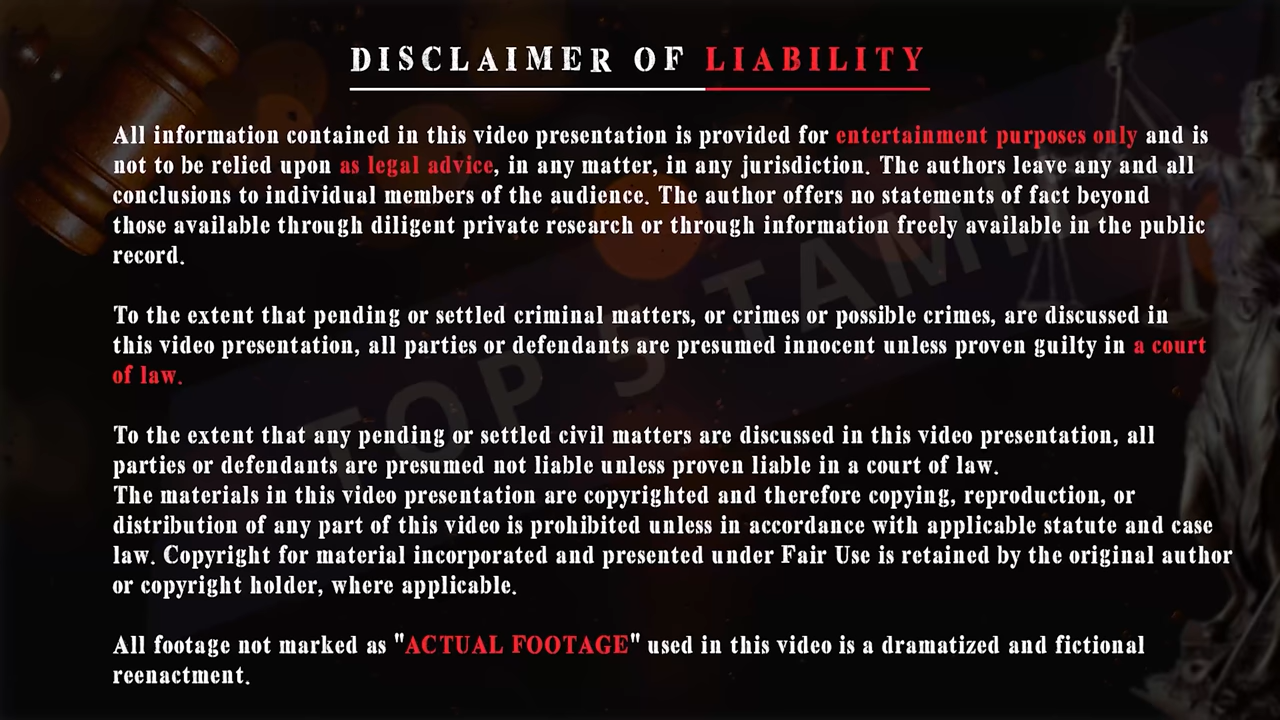 DISCLAIMER OF LIABILITY
All information contained in this video presentation is provided for entertainment purposes only and is
not to be relied upon as legal advice, in any matter, in any jurisdiction. The authors leave any and all
conclusions to individual members of the audience. The author offers no statements of fact beyond
those available through diligent private research or through information freely available in the public
record.
To the extent that pending or settled criminal matters, or crimes or possible crimes, are discussed in
this video presentation, all parties or defendants are presumed innocent unless proven guilty in a court
of law.
To the extent that any pending or settled civil matters are discussed in this video presentation, all
parties or defendants are presumed not liable unless proven liable in a court of law.
The materials in this video presentation are copyrighted and therefore copying, reproduction, or
distribution of any part of this video is prohibited unless in accordance with applicable statute and case
law. Copyright for material incorporated and presented under Fair Use is retained by the original author
or copyright holder, where applicable.
All footage not marked as "ACTUAL FOOTAGE" used in this video is a dramatized and fictional
reenactment.
TOP 5